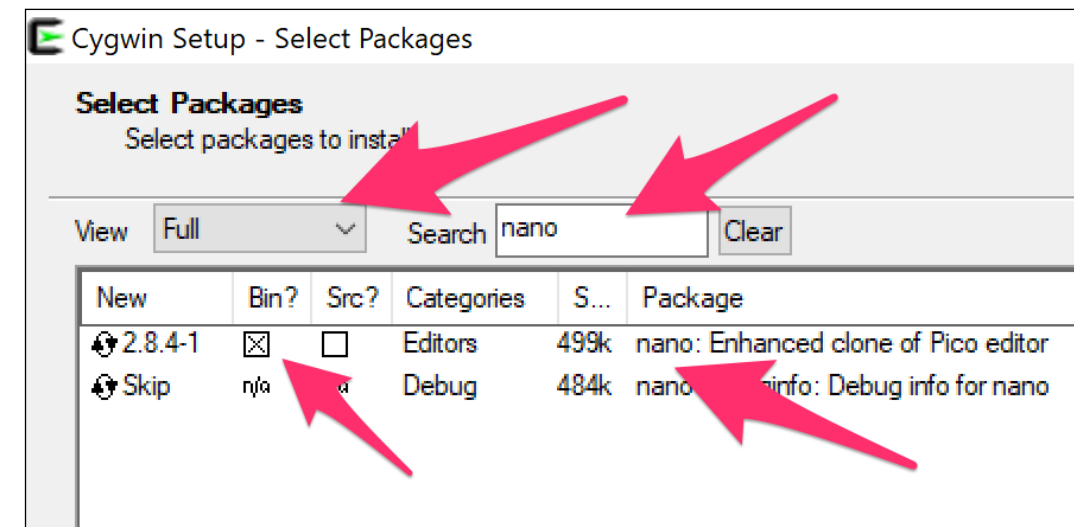 Cygwin Setup - Select Packages
Select Packages
Select packages to install
View Full Search nano Clear
New Bin? Src? Categories S... Package
2.8.4-1 Editors 499k nano: Enhanced clone of Pico editor
Skip n/a Debug 484k info: Debug info for nano